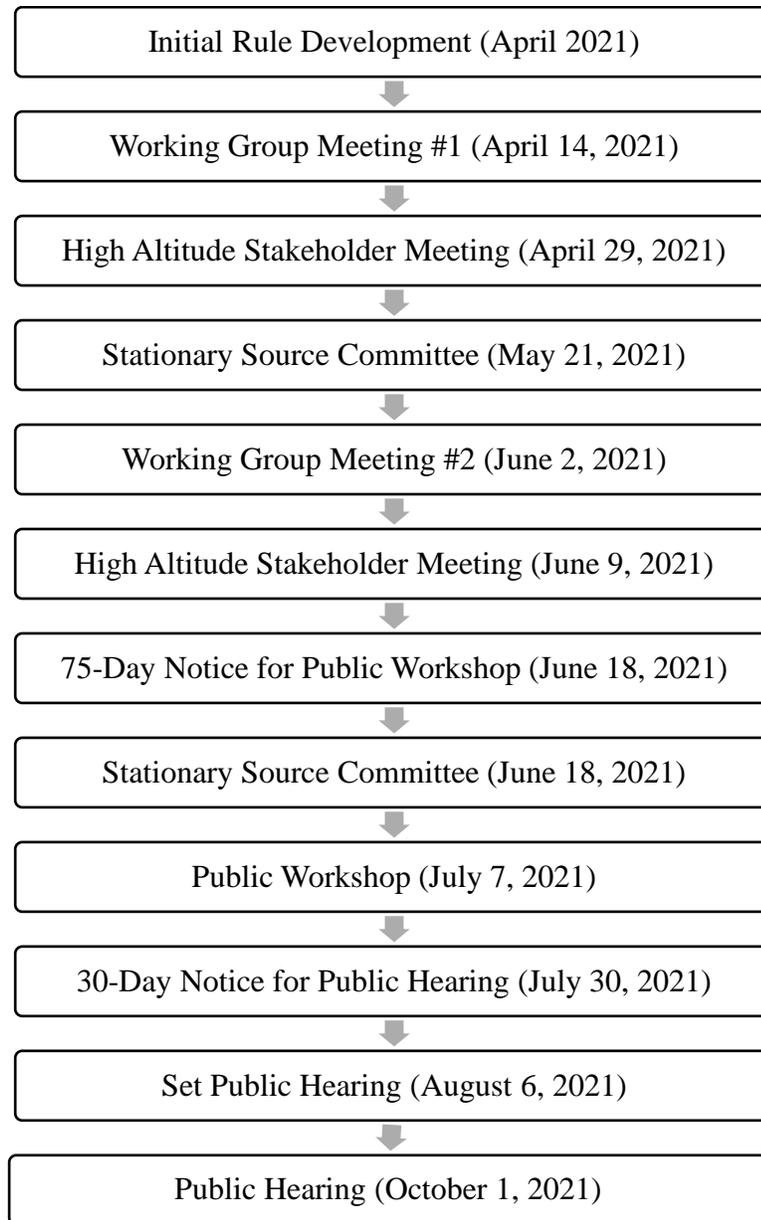 Initial Rule Development (April 2021)
Working Group Meeting #1 (April 14, 2021)
High Altitude Stakeholder Meeting (April 29, 2021)
Stationary Source Committee (May 21, 2021)
Working Group Meeting #2 (June 2, 2021)
High Altitude Stakeholder Meeting (June 9, 2021)
75-Day Notice for Public Workshop (June 18, 2021)
Stationary Source Committee (June 18, 2021)
Public Workshop (July 7, 2021)
30-Day Notice for Public Hearing (July 30, 2021)
Set Public Hearing (August 6, 2021)
Public Hearing (October 1, 2021)